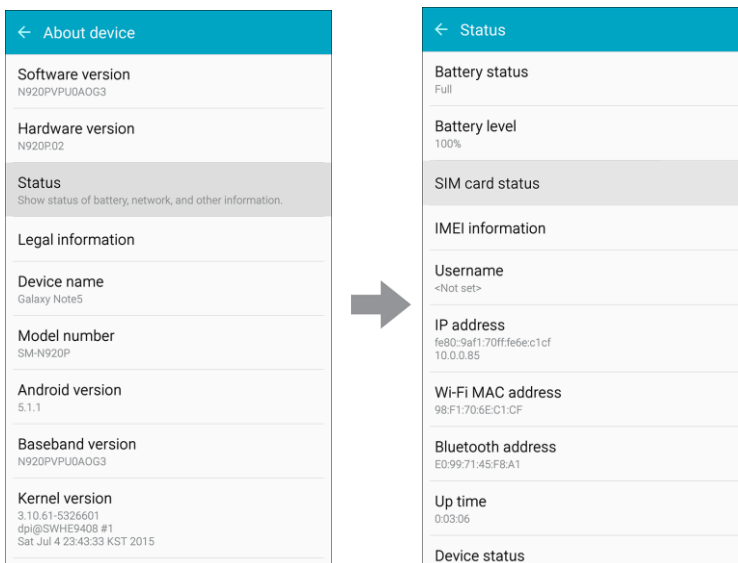 About device
Software version
N920PVPU0AOG3
Hardware version
N920P.02
Status
Show status of battery, network, and other information.
Legal information
Device name
Galaxy Note5
Model number
SM-N920P
Android version
5.1.1
Baseband version
N920PVPU0AOG3
Kernel version
3.10.61-5326601
dpi@SWHE9408 #1
Sat Jul 4 23:43:33 KST 2015
Status
Battery status
Full
Battery level
100%
SIM card status
IMEI information
Username
<Not set>
IP address
fe80::9af1:70ff:fe6e:c1cf
10.0.0.85
Wi-Fi MAC address
98:F1:70:6E:C1:CF
Bluetooth address
E0:99:71:45:F8:A1
Up time
0:03:06
Device status